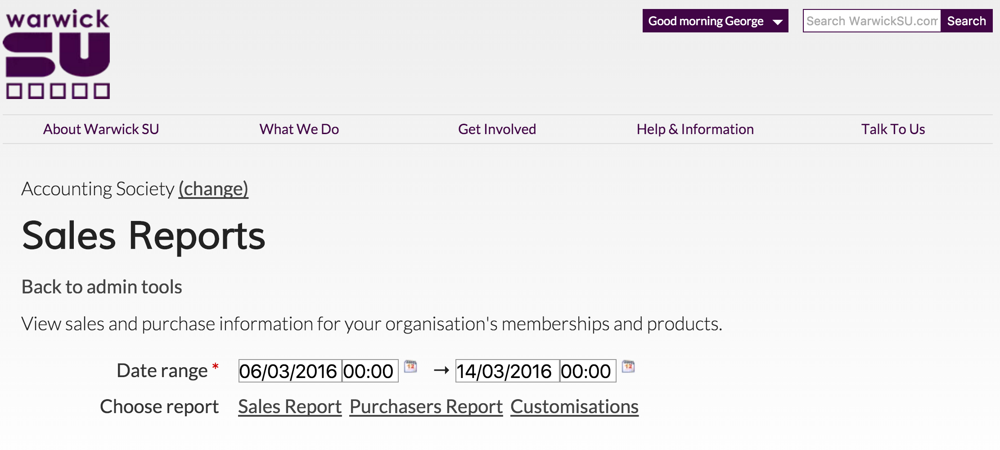 warwick
SU
Good morning George
Search WarwickSU.com
Search
About Warwick SU
What We Do
Get Involved
Help & Information
Talk To Us
Accounting Society (change)
Sales Reports
Back to admin tools
View sales and purchase information for your organisation's memberships and products.
Date range * 06/03/2016 00:00 → 14/03/2016 00:00
Choose report Sales Report Purchasers Report Customisations